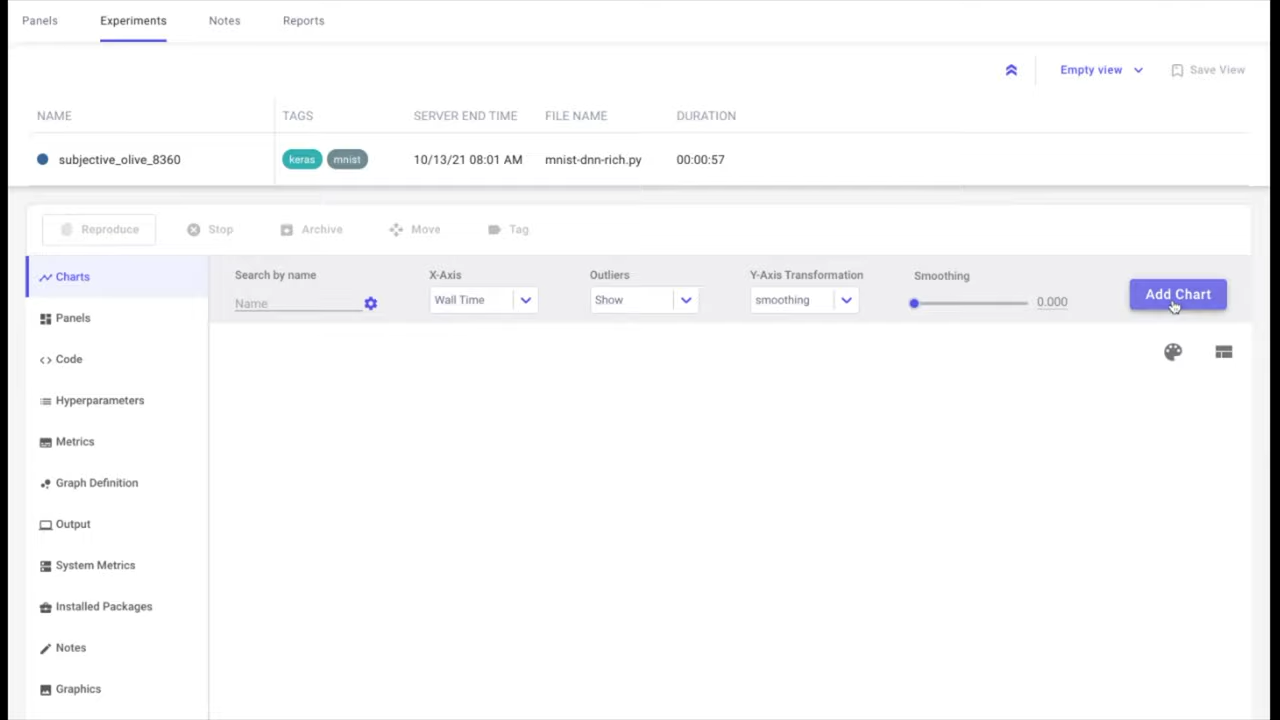 Panels Experiments Notes Reports
Empty view Save View
NAME TAGS SERVER END TIME FILE NAME DURATION
subjective_olive_8360 keras mnist 10/13/21 08:01 AM mnist-dnn-rich.py 00:00:57
Reproduce Stop Archive Move Tag
Charts
Search by name X-Axis Outliers Y-Axis Transformation Smoothing
Name Wall Time Show smoothing 0.000 Add Chart
Panels
Code
Hyperparameters
Metrics
Graph Definition
Output
System Metrics
Installed Packages
Notes
Graphics